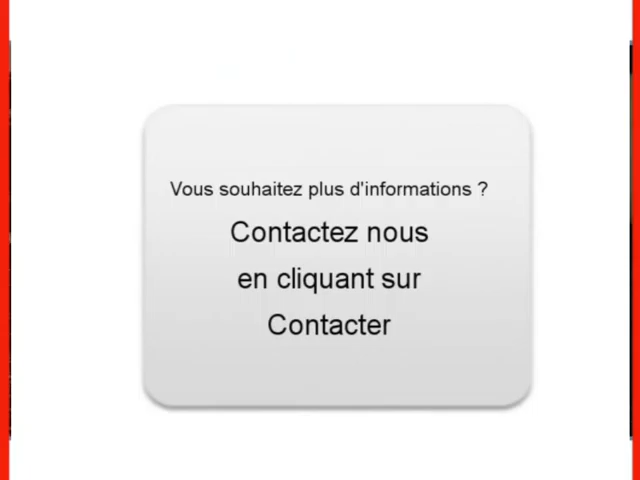 Vous souhaitez plus d'informations ?
Contactez nous
en cliquant sur
Contacter